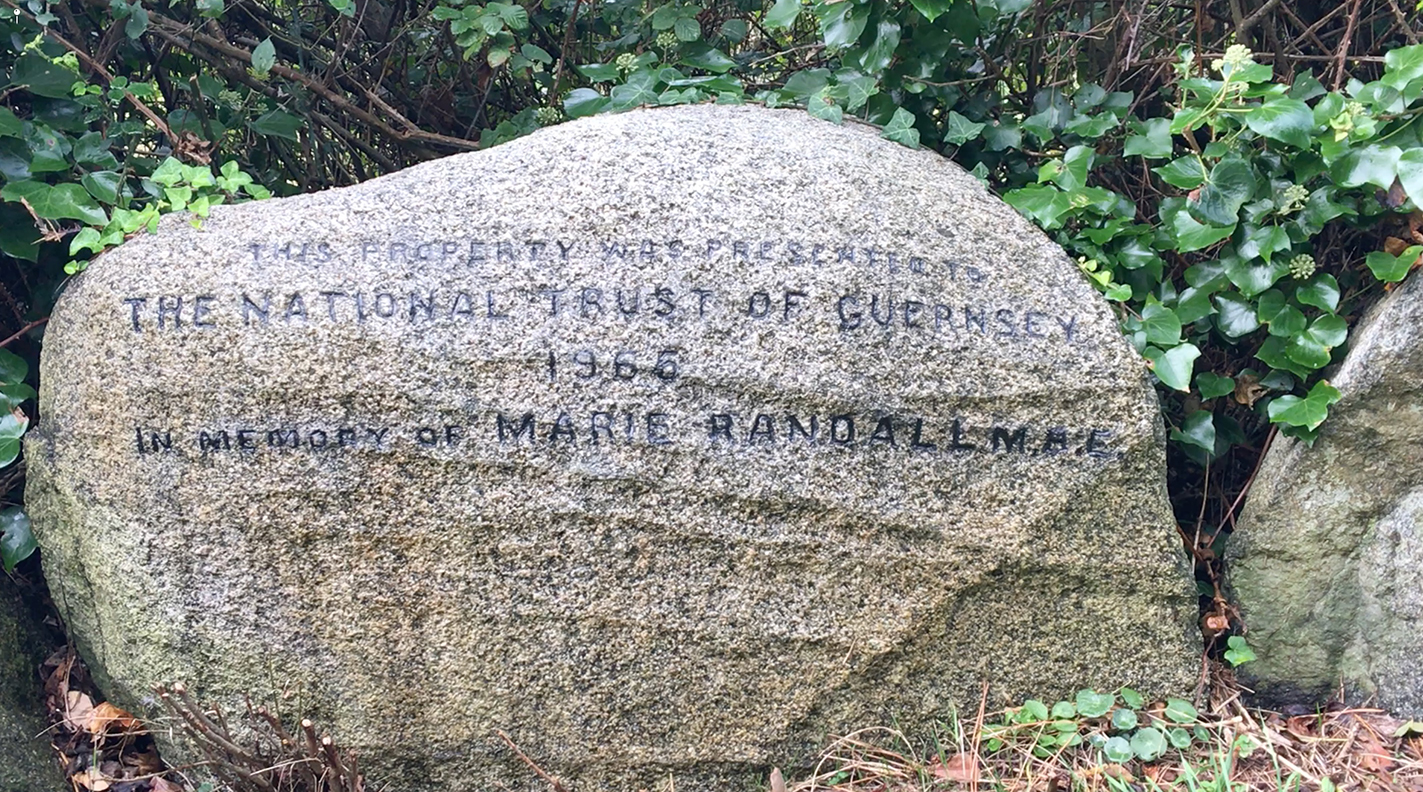 THIS PROPERTY WAS PRESENTED TO
THE NATIONAL TRUST OF GUERNSEY
1966
IN MEMORY OF MARIE RANDALL M.B.E